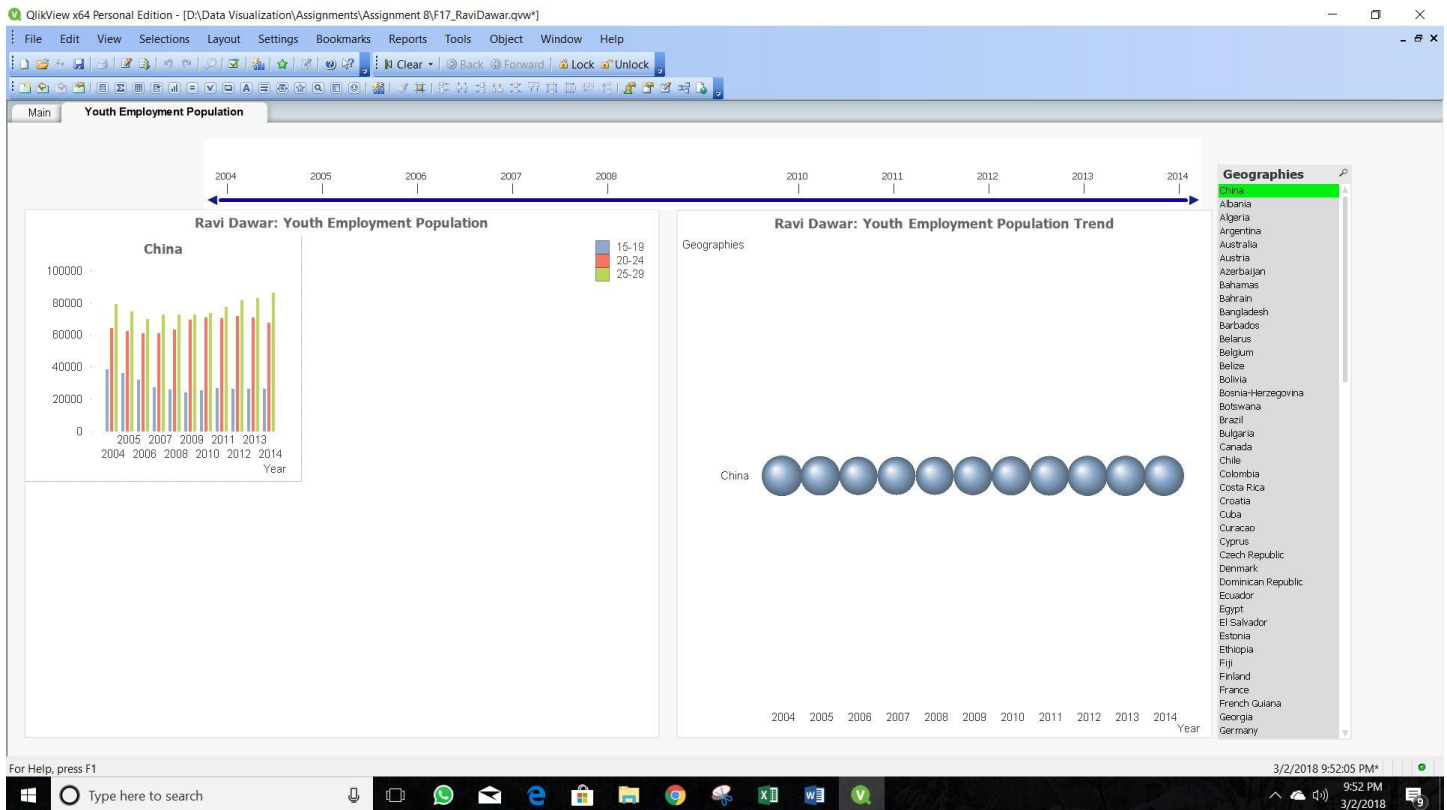 QlikView x64 Personal Edition - [D:\Data Visualization\Assignments\Assignment 8\F17_RaviDawar.qvw*]
File Edit View Selections Layout Settings Bookmarks Reports Tools Object Window Help
Clear Back Forward Lock Unlock
Main Youth Employment Population
2004 2005 2006 2007 2008 2010 2011 2012 2013 2014
Ravi Dawar: Youth Employment Population
China
15-19
20-24
25-29
100000
80000
60000
40000
20000
0
2005 2007 2009 2011 2013
2004 2006 2008 2010 2012 2014
Year
Ravi Dawar: Youth Employment Population Trend
Geographies
China
2004 2005 2006 2007 2008 2009 2010 2011 2012 2013 2014
Year
Geographies
China
Albania
Algeria
Argentina
Australia
Austria
Azerbaijan
Bahamas
Bahrain
Bangladesh
Barbados
Belarus
Belgium
Belize
Bolivia
Bosnia-Herzegovina
Botswana
Brazil
Bulgaria
Canada
Chile
Colombia
Costa Rica
Croatia
Cuba
Curacao
Cyprus
Czech Republic
Denmark
Dominican Republic
Ecuador
Egypt
El Salvador
Estonia
Ethiopia
Fiji
Finland
France
French Guiana
Georgia
Germany
For Help, press F1
3/2/2018 9:52:05 PM*
Type here to search
9:52 PM
3/2/2018
9